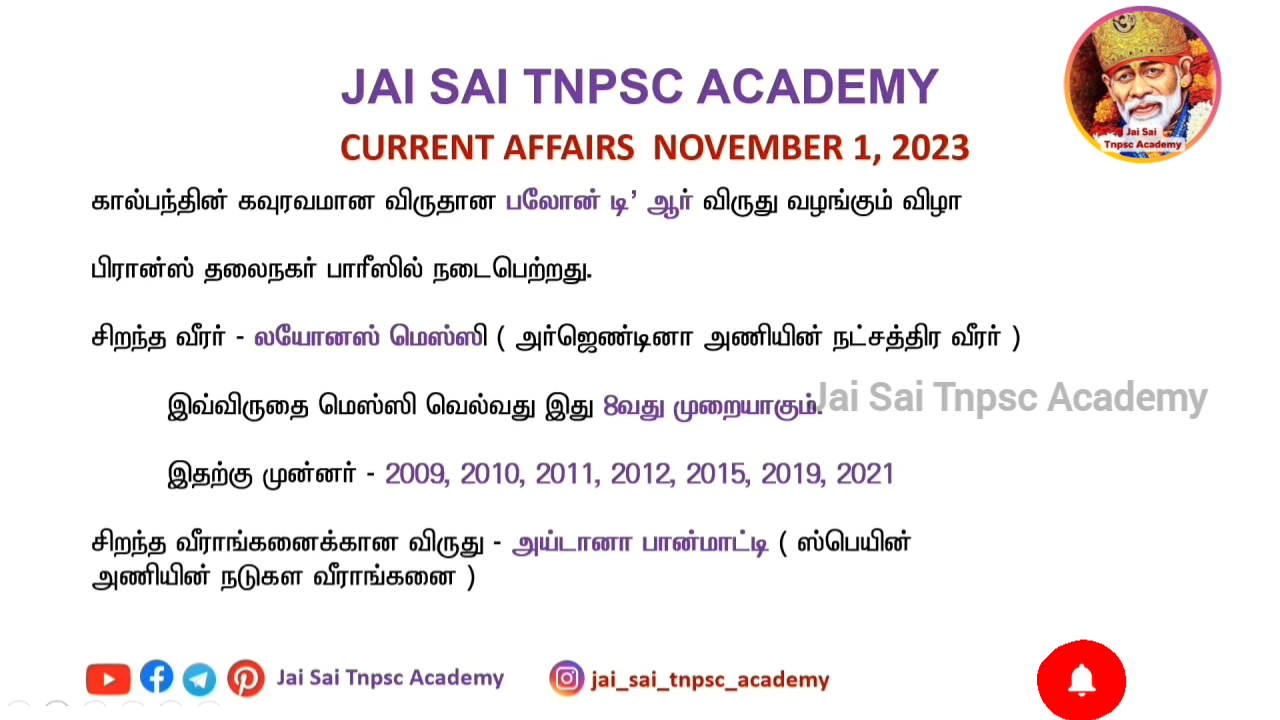 JAI SAI TNPSC ACADEMY
CURRENT AFFAIRS NOVEMBER 1, 2023
Jai Sai
Tnpsc Academy
கால்பந்தின் கவுரவமான விருதான பலோன் டி’ ஆர் விருது வழங்கும் விழா
பிரான்ஸ் தலைநகர் பாரீஸில் நடைபெற்றது.
சிறந்த வீரர் - லயோனஸ் மெஸ்ஸி ( அர்ஜெண்டினா அணியின் நட்சத்திர வீரர் )
இவ்விருதை மெஸ்ஸி வெல்வது இது 8வது முறையாகும்.
Jai Sai Tnpsc Academy
இதற்கு முன்னர் - 2009, 2010, 2011, 2012, 2015, 2019, 2021
சிறந்த வீராங்கனைக்கான விருது - அய்டானா பான்மாட்டி ( ஸ்பெயின்
அணியின் நடுகள வீராங்கனை )
Jai Sai Tnpsc Academy
jai_sai_tnpsc_academy